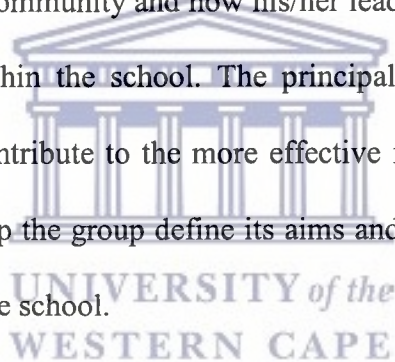 ommunity and how his/her lead
hin the school. The principal
ntribute to the more effective
p the group define its aims and
UNIVERSITY of the
e school.
WESTERN CAPE